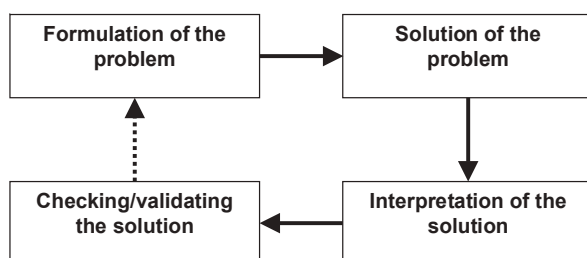 Formulation of the
problem
Solution of the
problem
Checking/validating
the solution
Interpretation of the
solution